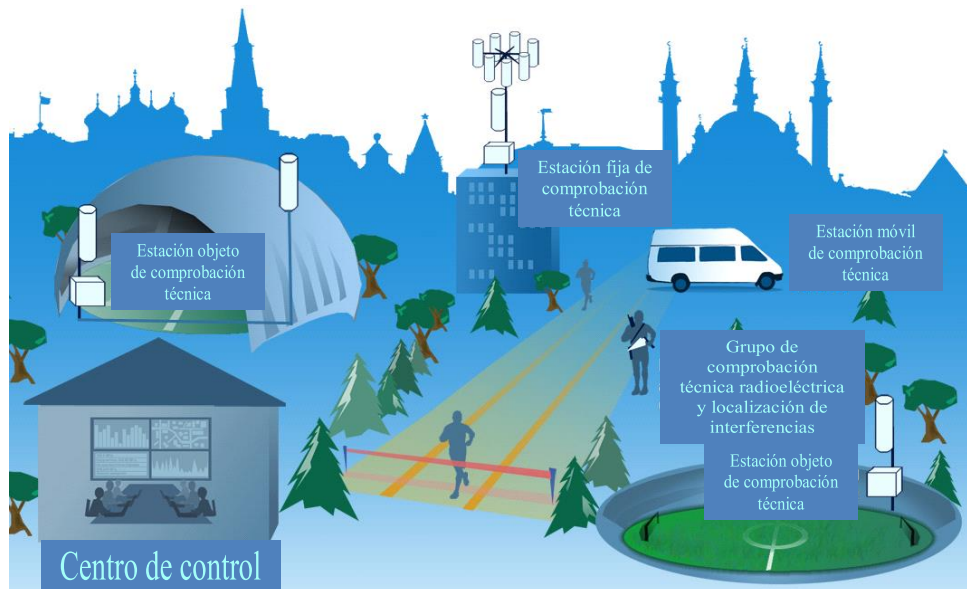 Estación fija de
comprobación
técnica
Estación móvil
de comprobación
técnica
Estación objeto
de comprobación
técnica
Grupo de
comprobación
técnica radioeléctrica
y localización de
interferencias
Estación objeto
de comprobación
técnica
Centro de control